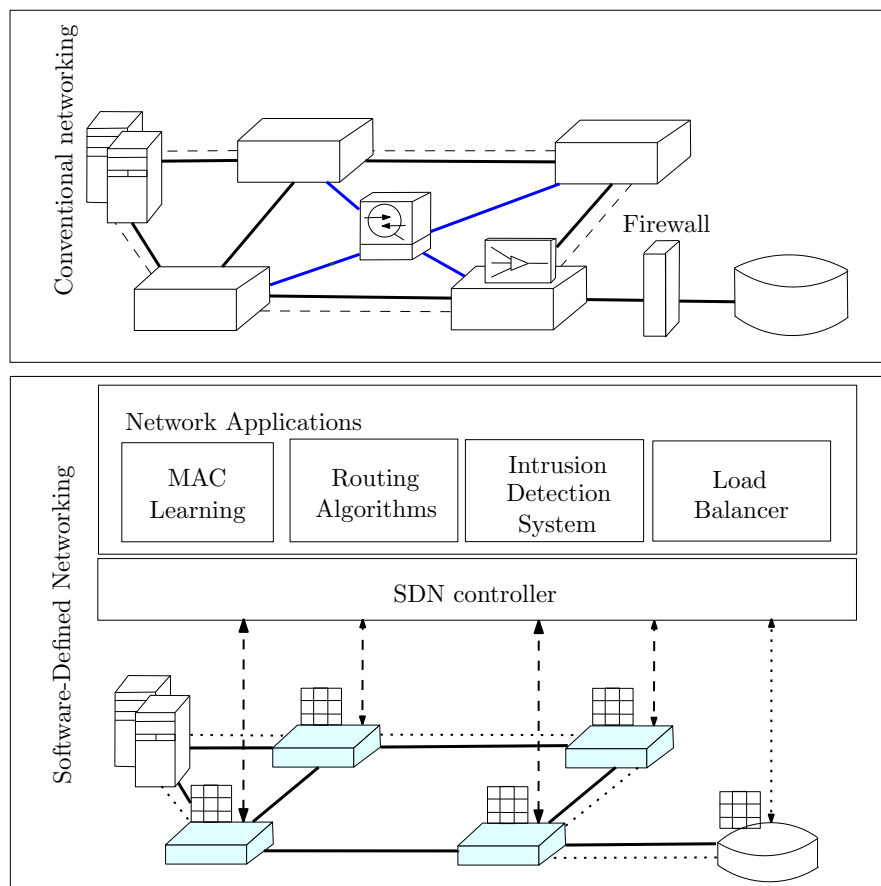 Conventional networking
Firewall
Software-Defined Networking
Network Applications
MAC
Learning
Routing
Algorithms
Intrusion
Detection
System
Load
Balancer
SDN controller